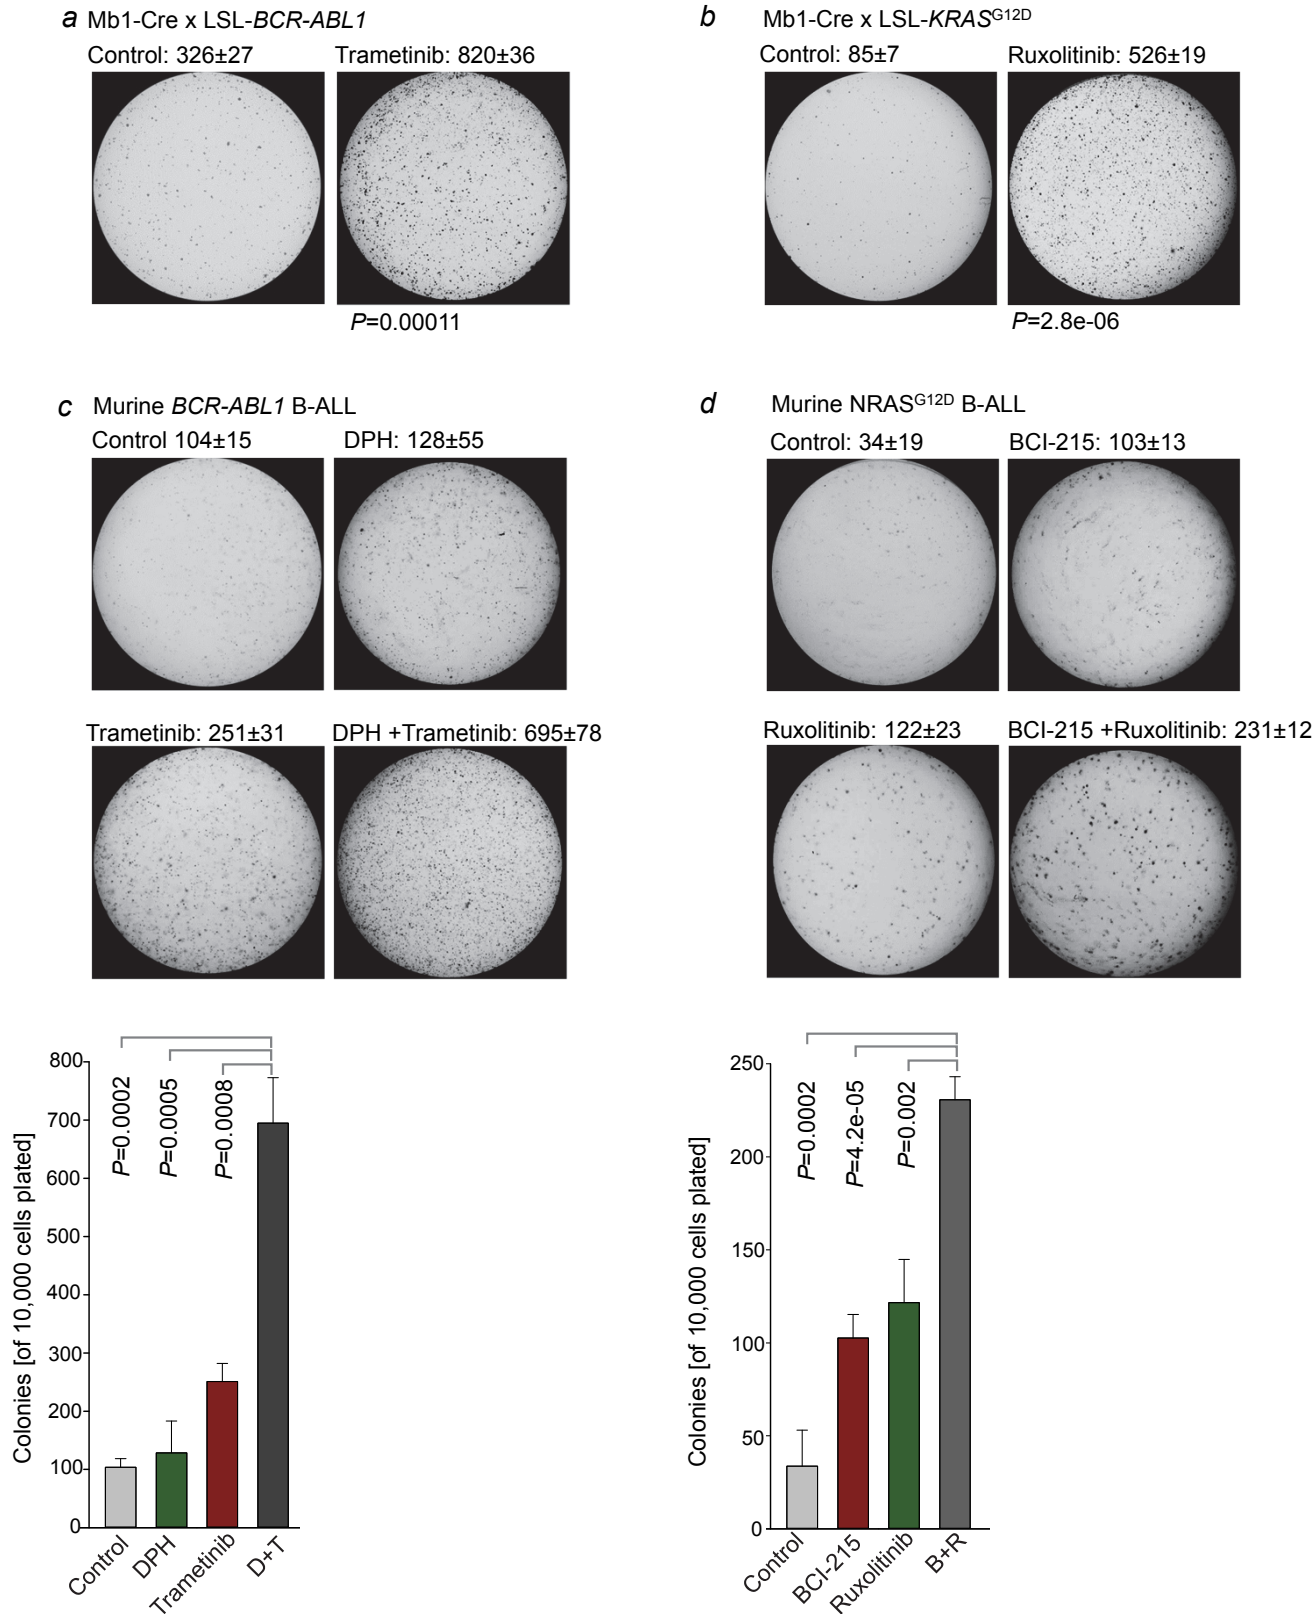 a Mb1-Cre x LSL-BCR-ABL1
Control: 326±27
Trametinib: 820±36
P=0.00011
b Mb1-Cre x LSL-KRASG12D
Control: 85±7
Ruxolitinib: 526±19
P=2.8e-06
c Murine BCR-ABL1 B-ALL
Control 104±15
DPH: 128±55
Trametinib: 251±31
DPH +Trametinib: 695±78
Colonies [of 10,000 cells plated]
800
700
600
500
400
300
200
100
0
P=0.0002
P=0.0005
P=0.0008
Control
DPH
Trametinib
D+T
d Murine NRASG12D B-ALL
Control: 34±19
BCI-215: 103±13
Ruxolitinib: 122±23
BCI-215 +Ruxolitinib: 231±12
Colonies [of 10,000 cells plated]
250
200
150
100
50
0
P=0.0002
P=4.2e-05
P=0.002
Control
BCI-215
Ruxolitinib
B+R